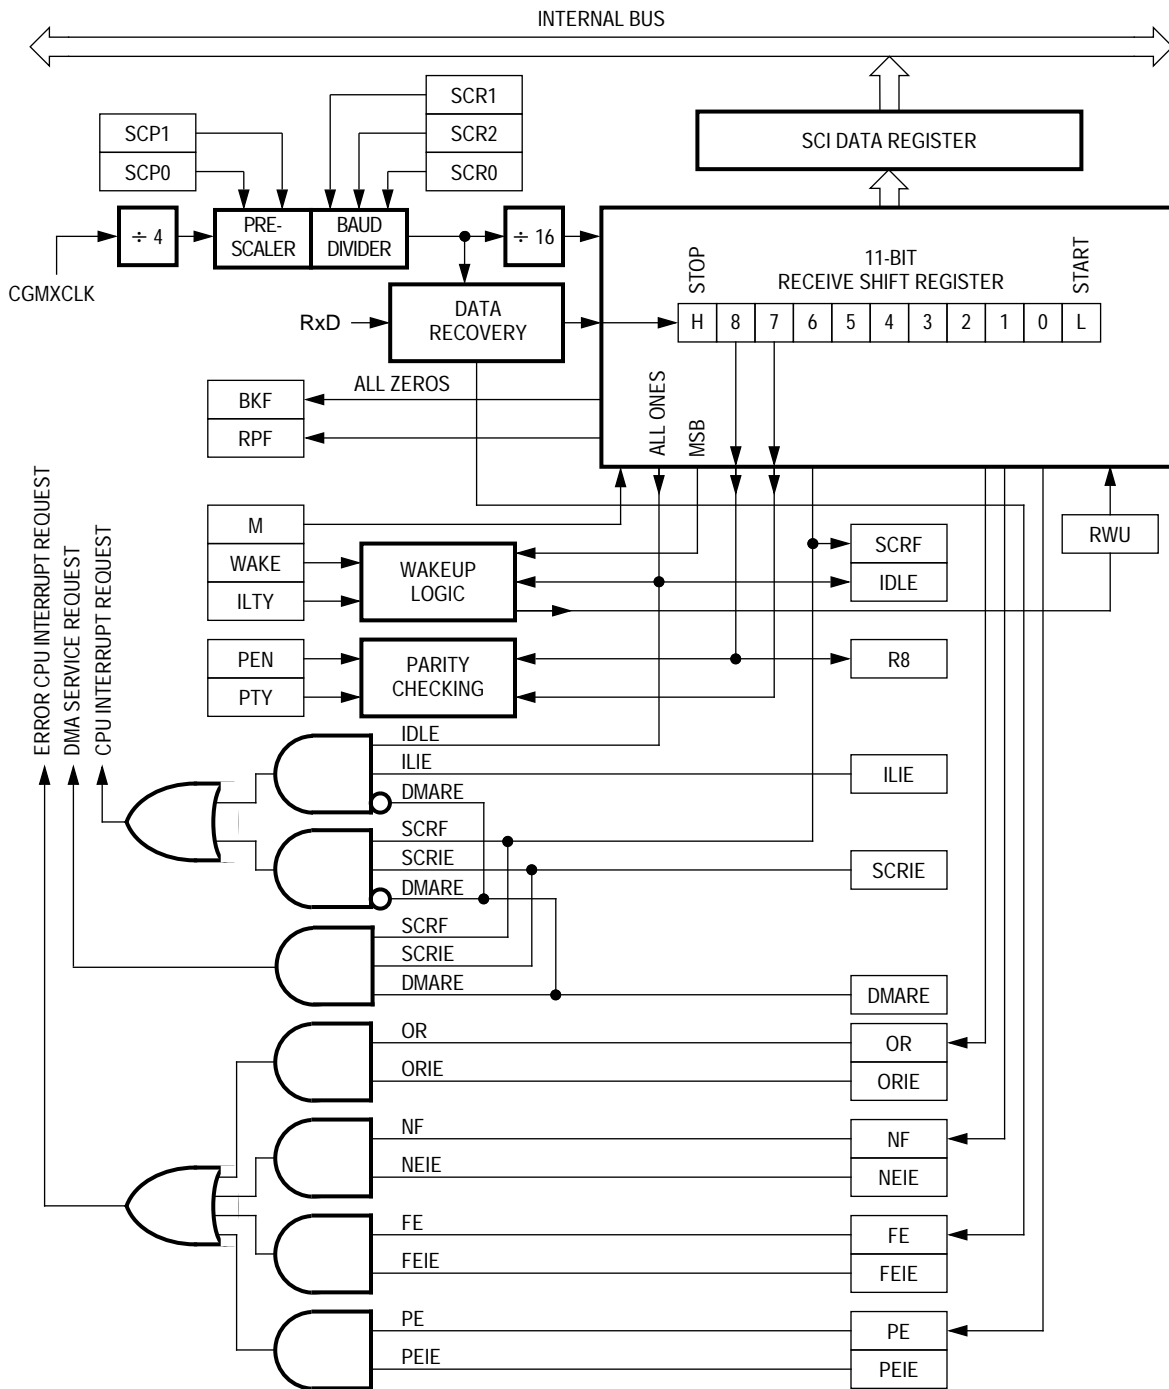 INTERNAL BUS
SCR1
SCP1
SCR2
SCI DATA REGISTER
SCP0
SCR0
÷ 4
PRE-
SCALER
BAUD
DIVIDER
÷ 16
CGMXCLK
STOP
11-BIT
RECEIVE SHIFT REGISTER
START
RxD
DATA
RECOVERY
H 8 7 6 5 4 3 2 1 0 L
ALL ZEROS
BKF
RPF
ALL ONES
MSB
M
WAKE
ILTY
WAKEUP
LOGIC
SCRF
IDLE
RWU
PEN
PTY
PARITY
CHECKING
R8
ERROR CPU INTERRUPT REQUEST
DMA SERVICE REQUEST
CPU INTERRUPT REQUEST
IDLE
ILIE
ILIE
DMARE
SCRF
SCRIE
SCRIE
DMARE
SCRF
SCRIE
DMARE
DMARE
OR
OR
ORIE
ORIE
NF
NF
NEIE
NEIE
FE
FE
FEIE
FEIE
PE
PE
PEIE
PEIE